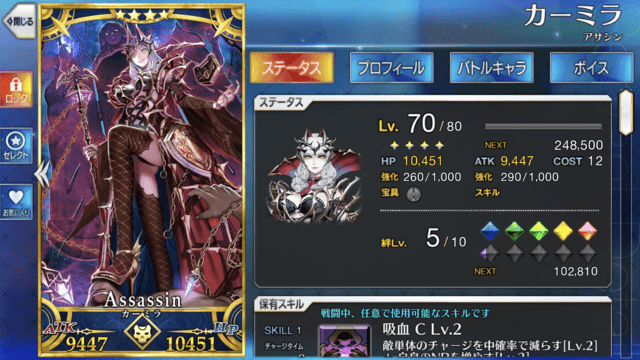 閉じる
カーミラ
アサシン
ロック
セレクト
お気に入り
Assassin
カーミラ
ATK
9447
10451
HP
ステータス
プロフィール
バトルキャラ
ボイス
ステータス
Lv. 70/80
NEXT 248,500
HP 10,451 ATK 9,447 COST 12
強化 260/1,000 強化 290/1,000
宝具 スキル
絆Lv. 5/10
NEXT 102,810
保有スキル
戦闘中、任意で使用可能なスキルです
SKILL 1
チャージタイム
吸血 C Lv.2
敵単体のチャージを中確率で減らす[Lv.2]